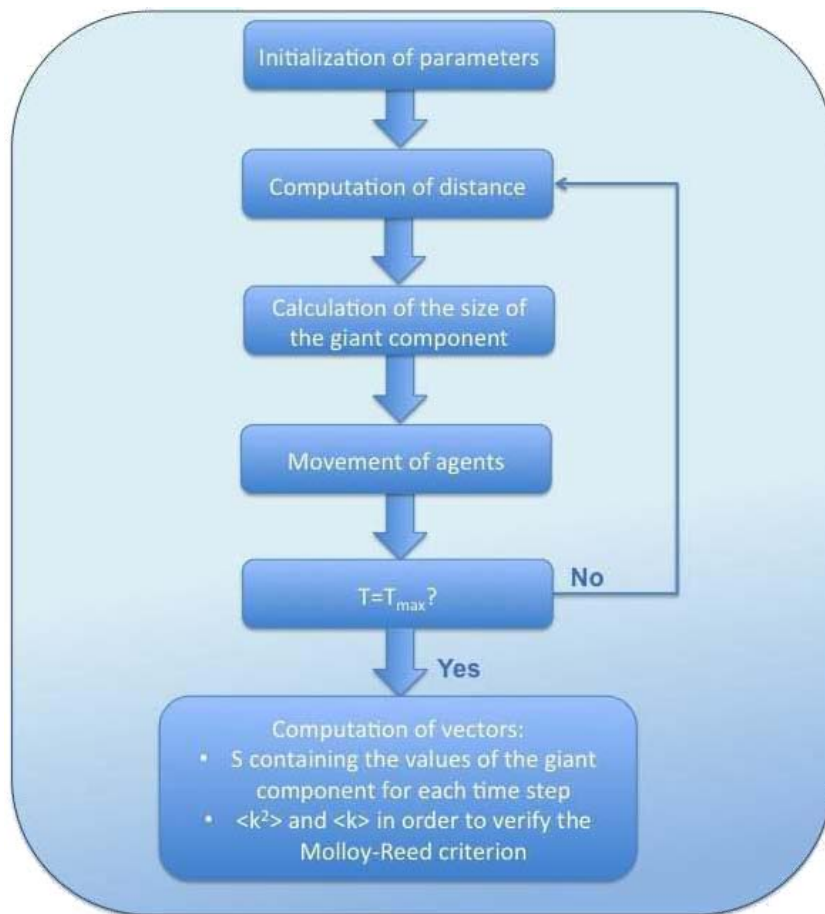 Initialization of parameters
Computation of distance
Calculation of the size of
the giant component
Movement of agents
T=Tmax?
No
Yes
Computation of vectors:
• S containing the values of the giant
component for each time step
• <k²> and <k> in order to verify the
Molloy-Reed criterion